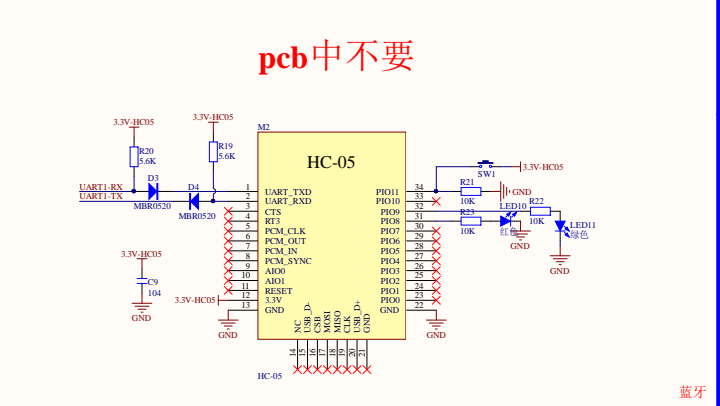 pcb中不要
3.3V-HC05
3.3V-HC05
M2
R20
5.6K
R19
5.6K
HC-05
SW1
3.3V-HC05
D3
MBR0520
D4
MBR0520
UART1-RX
UART1-TX
1 UART_TXD
2 UART_RXD
3 CTS
4 RT3
5 PCM_CLK
6 PCM_OUT
7 PCM_IN
8 PCM_SYNC
9 AIO0
10 AIO1
11 RESET
3.3V-HC05 12 3.3V
13 GND
GND
PIO11 34
PIO10 33
PIO9 32
PIO8 31
PIO7 30
PIO6 29
PIO5 28
PIO4 27
PIO3 26
PIO2 25
PIO1 24
PIO0 23
GND 22
GND
R21
10K
GND
R23
10K
LED10
红色
GND
R22
10K
LED11
绿色
GND
3.3V-HC05
C9
104
GND
NC 14
USB_D- 15
CSB 16
MOSI 17
MISO 18
CLK 19
USB_D+ 20
GND 21
HC-05
蓝牙